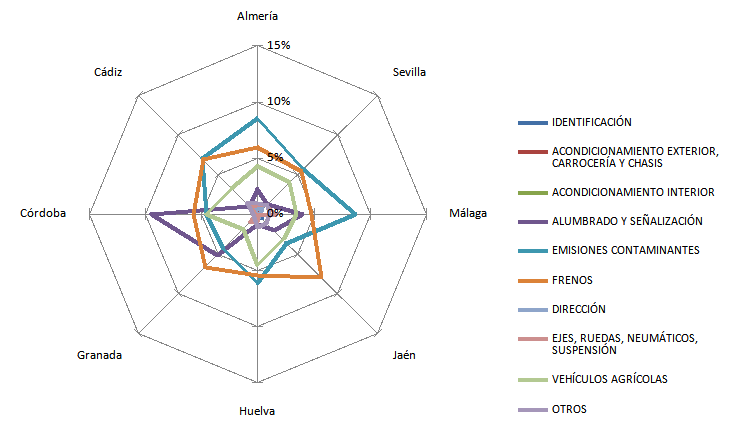 Almería
15%
Cádiz
Sevilla
10%
5%
Córdoba
0%
Málaga
Granada
Jaén
Huelva
IDENTIFICACIÓN
ACONDICIONAMIENTO EXTERIOR,
CARROCERÍA Y CHASIS
ACONDICIONAMIENTO INTERIOR
ALUMBRADO Y SEÑALIZACIÓN
EMISIONES CONTAMINANTES
FRENOS
DIRECCIÓN
EJES, RUEDAS, NEUMÁTICOS,
SUSPENSIÓN
VEHÍCULOS AGRÍCOLAS
OTROS